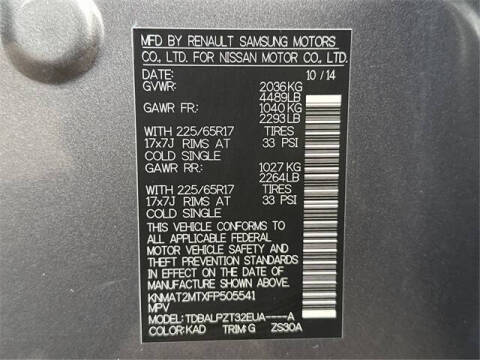 MFD BY RENAULT SAMSUNG MOTORS
CO., LTD. FOR NISSAN MOTOR CO., LTD.
DATE: 10/14
GVWR: 2036KG
4489LB
GAWR FR: 1040KG
2293LB
WITH 225/65R17 TIRES
17x7J RIMS AT 33 PSI
COLD SINGLE
GAWR RR: 1027KG
2264LB
WITH 225/65R17 TIRES
17x7J RIMS AT 33 PSI
COLD SINGLE
THIS VEHICLE CONFORMS TO
ALL APPLICABLE FEDERAL
MOTOR VEHICLE SAFETY
AND THEFT PREVENTION
STANDARDS IN EFFECT ON
THE DATE OF MANUFACTURE
SHOWN ABOVE.
KNMAT2MTXFP505541
MPV
MODEL: TDBALPZT32EUA----A
COLOR: KAD TRIM: G ZS30A